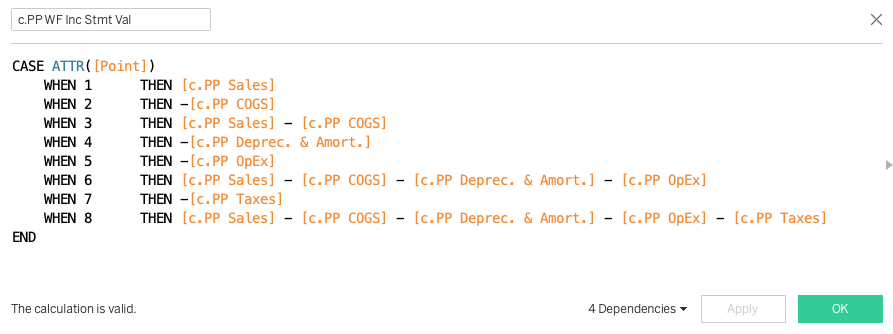 c.PP WF Inc Stmt Val
CASE ATTR([Point])
WHEN 1 THEN [c.PP Sales]
WHEN 2 THEN –[c.PP COGS]
WHEN 3 THEN [c.PP Sales] – [c.PP COGS]
WHEN 4 THEN –[c.PP Deprec. & Amort.]
WHEN 5 THEN –[c.PP OpEx]
WHEN 6 THEN [c.PP Sales] – [c.PP COGS] – [c.PP Deprec. & Amort.] – [c.PP OpEx]
WHEN 7 THEN –[c.PP Taxes]
WHEN 8 THEN [c.PP Sales] – [c.PP COGS] – [c.PP Deprec. & Amort.] – [c.PP OpEx] – [c.PP Taxes]
END
The calculation is valid. 4 Dependencies Apply OK